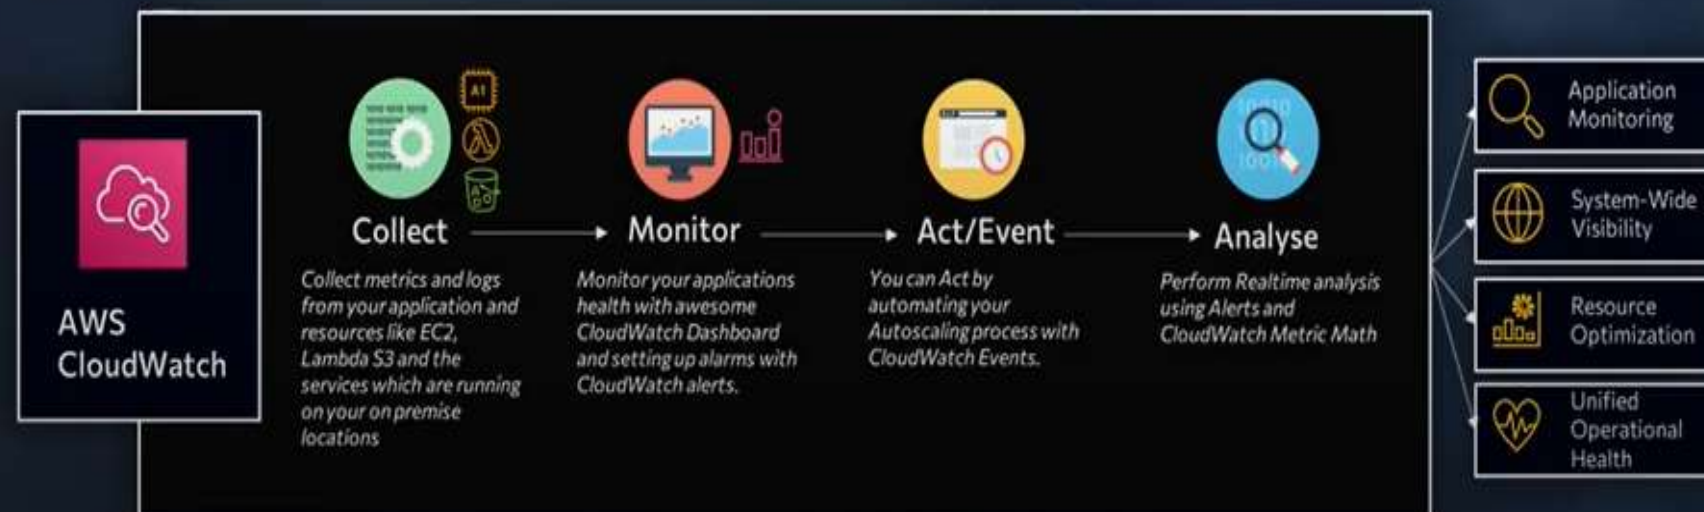 AWS
CloudWatch
A1
Collect
Collect metrics and logs
from your application and
resources like EC2,
Lambda S3 and the
services which are running
on your on premise
locations
Monitor
Monitor your applications
health with awesome
CloudWatch Dashboard
and setting up alarms with
CloudWatch alerts.
Act/Event
You can Act by
automating your
Autoscaling process with
CloudWatch Events.
Analyse
Perform Realtime analysis
using Alerts and
CloudWatch Metric Math
Application
Monitoring
System-Wide
Visibility
Resource
Optimization
Unified
Operational
Health